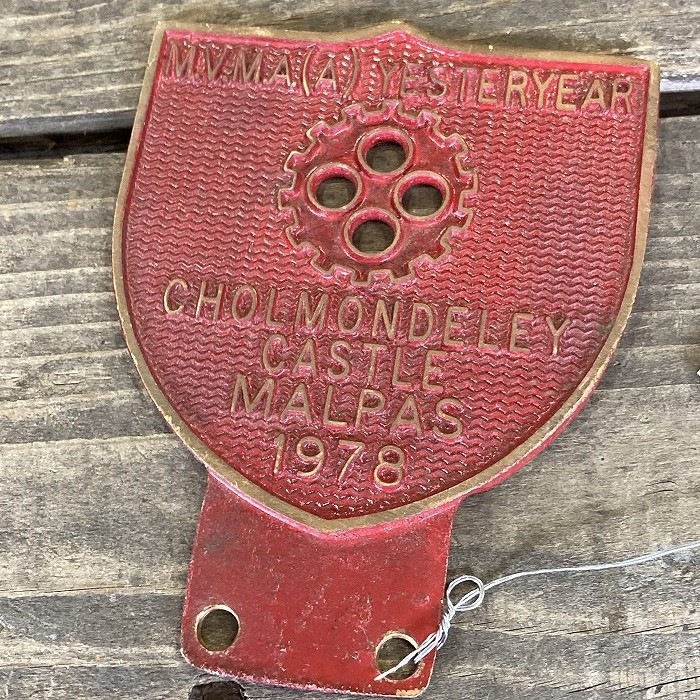 M.V.M.A(A) YESTERYEAR
CHOLMONDELEY
CASTLE
MALPAS
1978